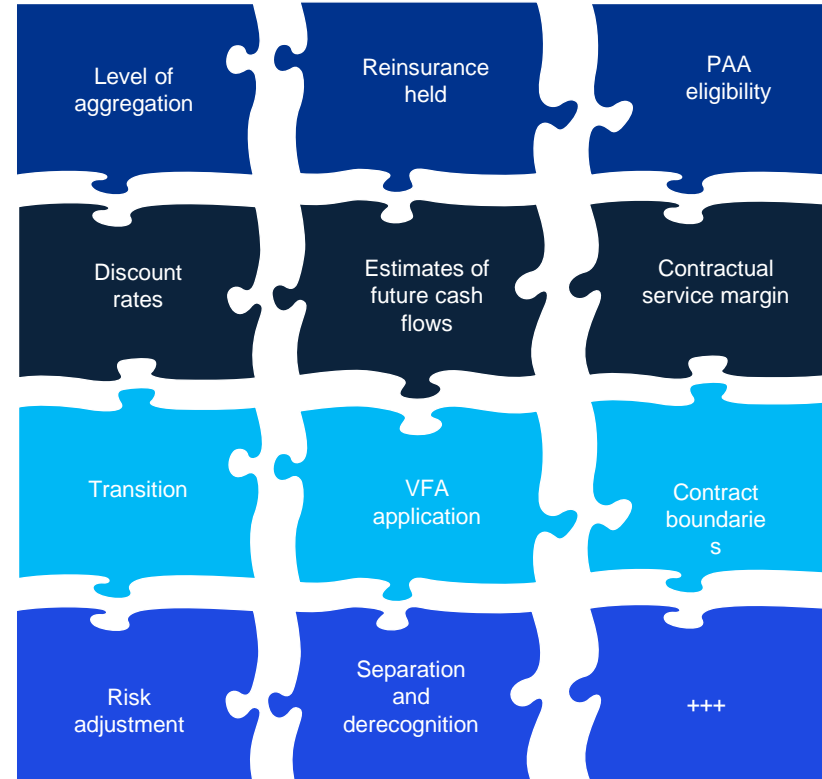 Level of
aggregation
Reinsurance
held
PAA
eligibility
Discount
rates
Estimates of
future cash
flows
Contractual
service margin
Transition
VFA
application
Contract
boundarie
s
Risk
adjustment
Separation
and
derecognition
+++